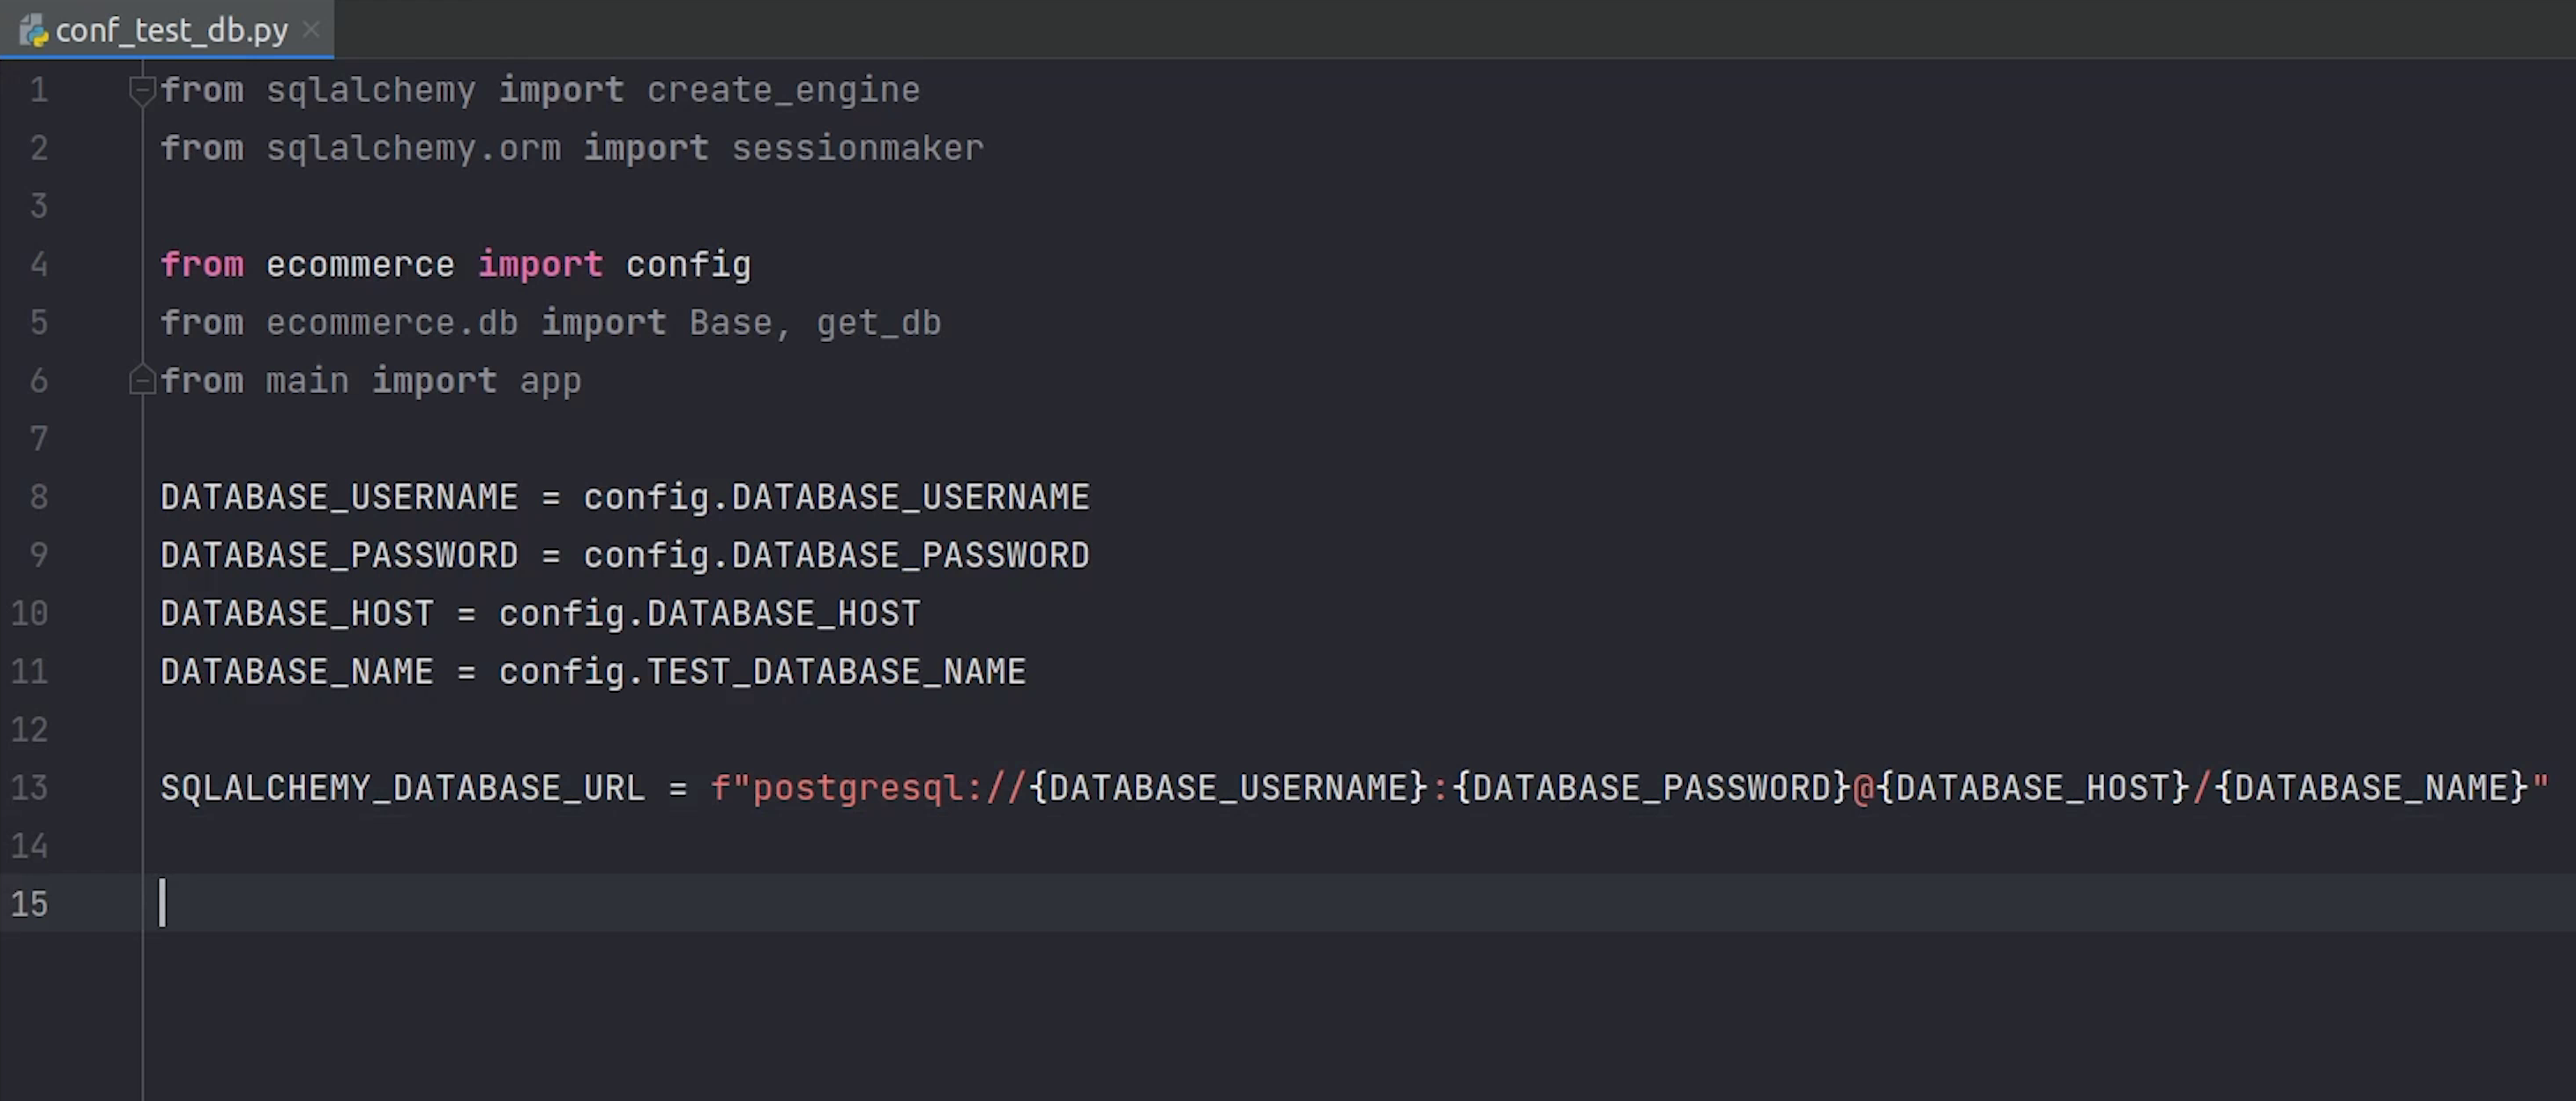 conf_test_db.py
1 from sqlalchemy import create_engine
2 from sqlalchemy.orm import sessionmaker
3
4 from ecommerce import config
5 from ecommerce.db import Base, get_db
6 from main import app
7
8 DATABASE_USERNAME = config.DATABASE_USERNAME
9 DATABASE_PASSWORD = config.DATABASE_PASSWORD
10 DATABASE_HOST = config.DATABASE_HOST
11 DATABASE_NAME = config.TEST_DATABASE_NAME
12
13 SQLALCHEMY_DATABASE_URL = f"postgresql://{DATABASE_USERNAME}:{DATABASE_PASSWORD}@{DATABASE_HOST}/{DATABASE_NAME}"
14
15